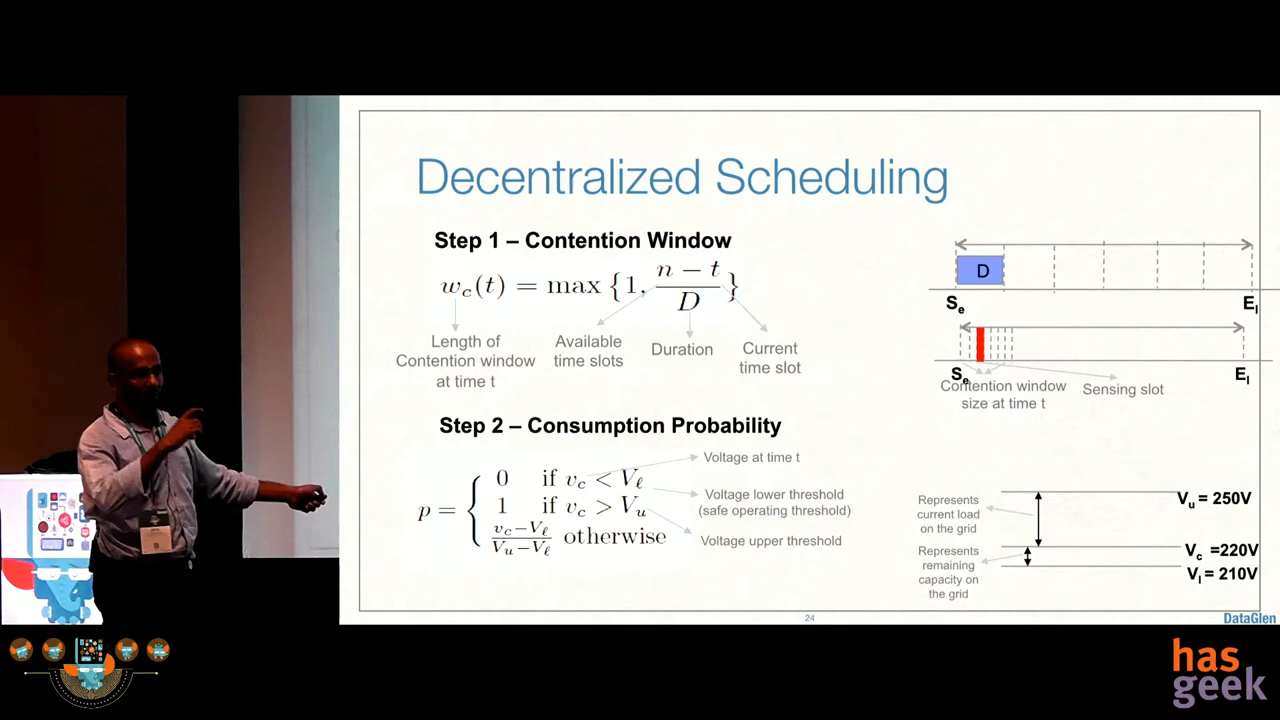 Decentralized Scheduling
Step 1 – Contention Window
w_c(t) = max {1, (n − t)/D}
Length of
Contention window
at time t
Available
time slots
Duration
Current
time slot
D
S_e
E_l
S_e
E_l
Contention window
size at time t
Sensing slot
Step 2 – Consumption Probability
p = {
0 if v_c < V_ℓ
1 if v_c > V_u
(v_c−V_ℓ)/(V_u−V_ℓ) otherwise
Voltage at time t
Voltage lower threshold
(safe operating threshold)
Voltage upper threshold
Represents
current load
on the grid
Represents
remaining
capacity on
the grid
V_u = 250V
V_c =220V
V_l = 210V
24
DataGlen
has
geek